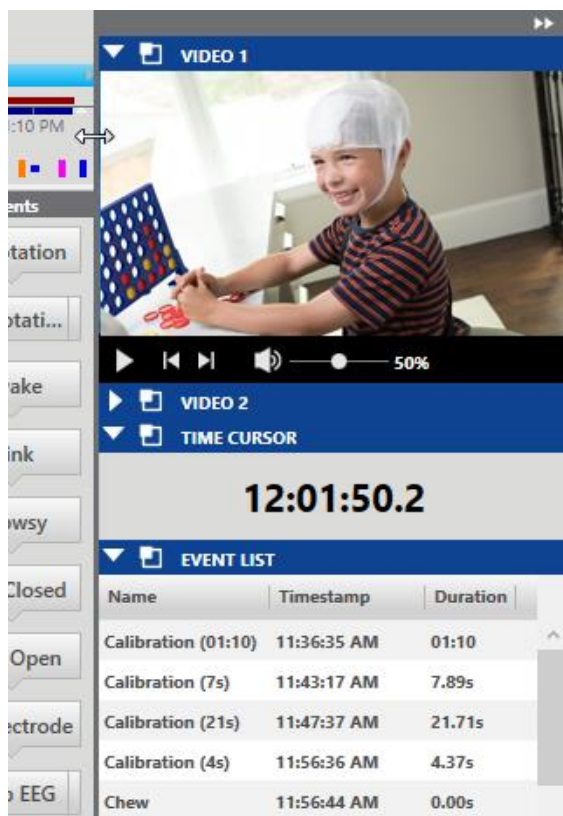 VIDEO 1
:10 PM
ents
tation
otati...
ake
ink
wsy
Closed
Open
ectrode
EEG
50%
VIDEO 2
TIME CURSOR
12:01:50.2
EVENT LIST
Name Timestamp Duration
Calibration (01:10) 11:36:35 AM 01:10
Calibration (7s) 11:43:17 AM 7.89s
Calibration (21s) 11:47:37 AM 21.71s
Calibration (4s) 11:56:36 AM 4.37s
Chew 11:56:44 AM 0.00s